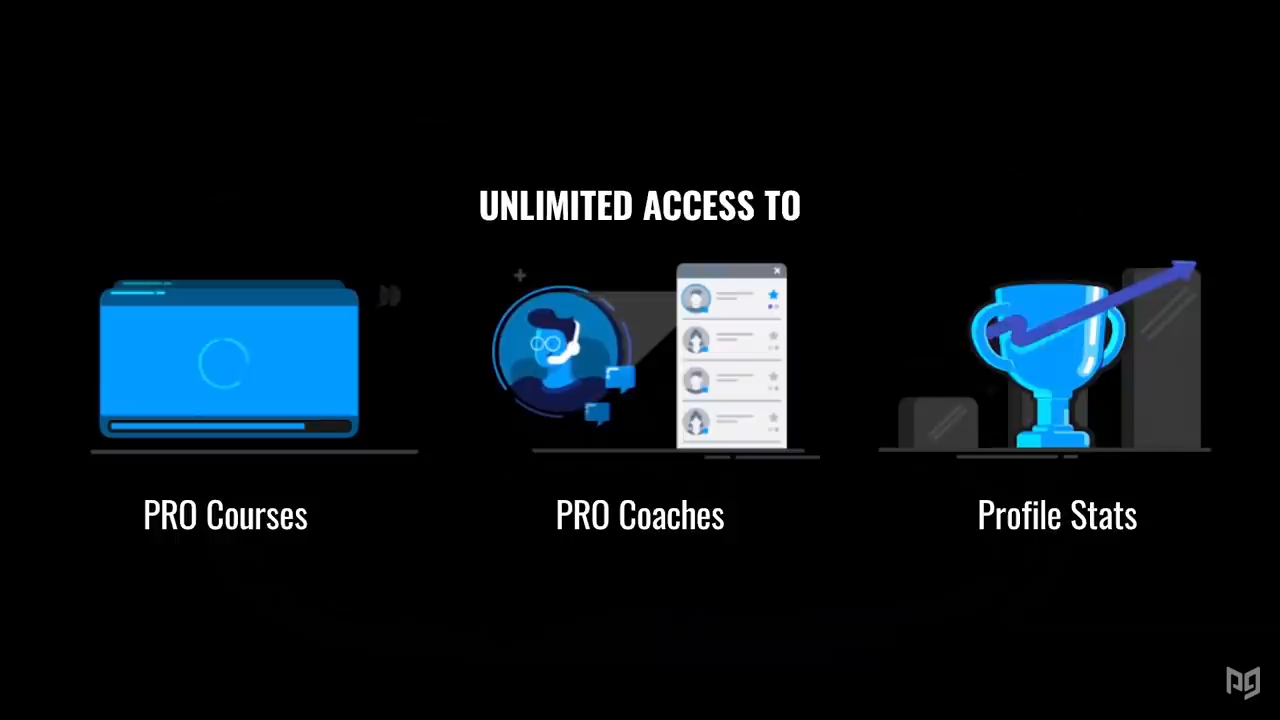 UNLIMITED ACCESS TO
PRO Courses
PRO Coaches
Profile Stats